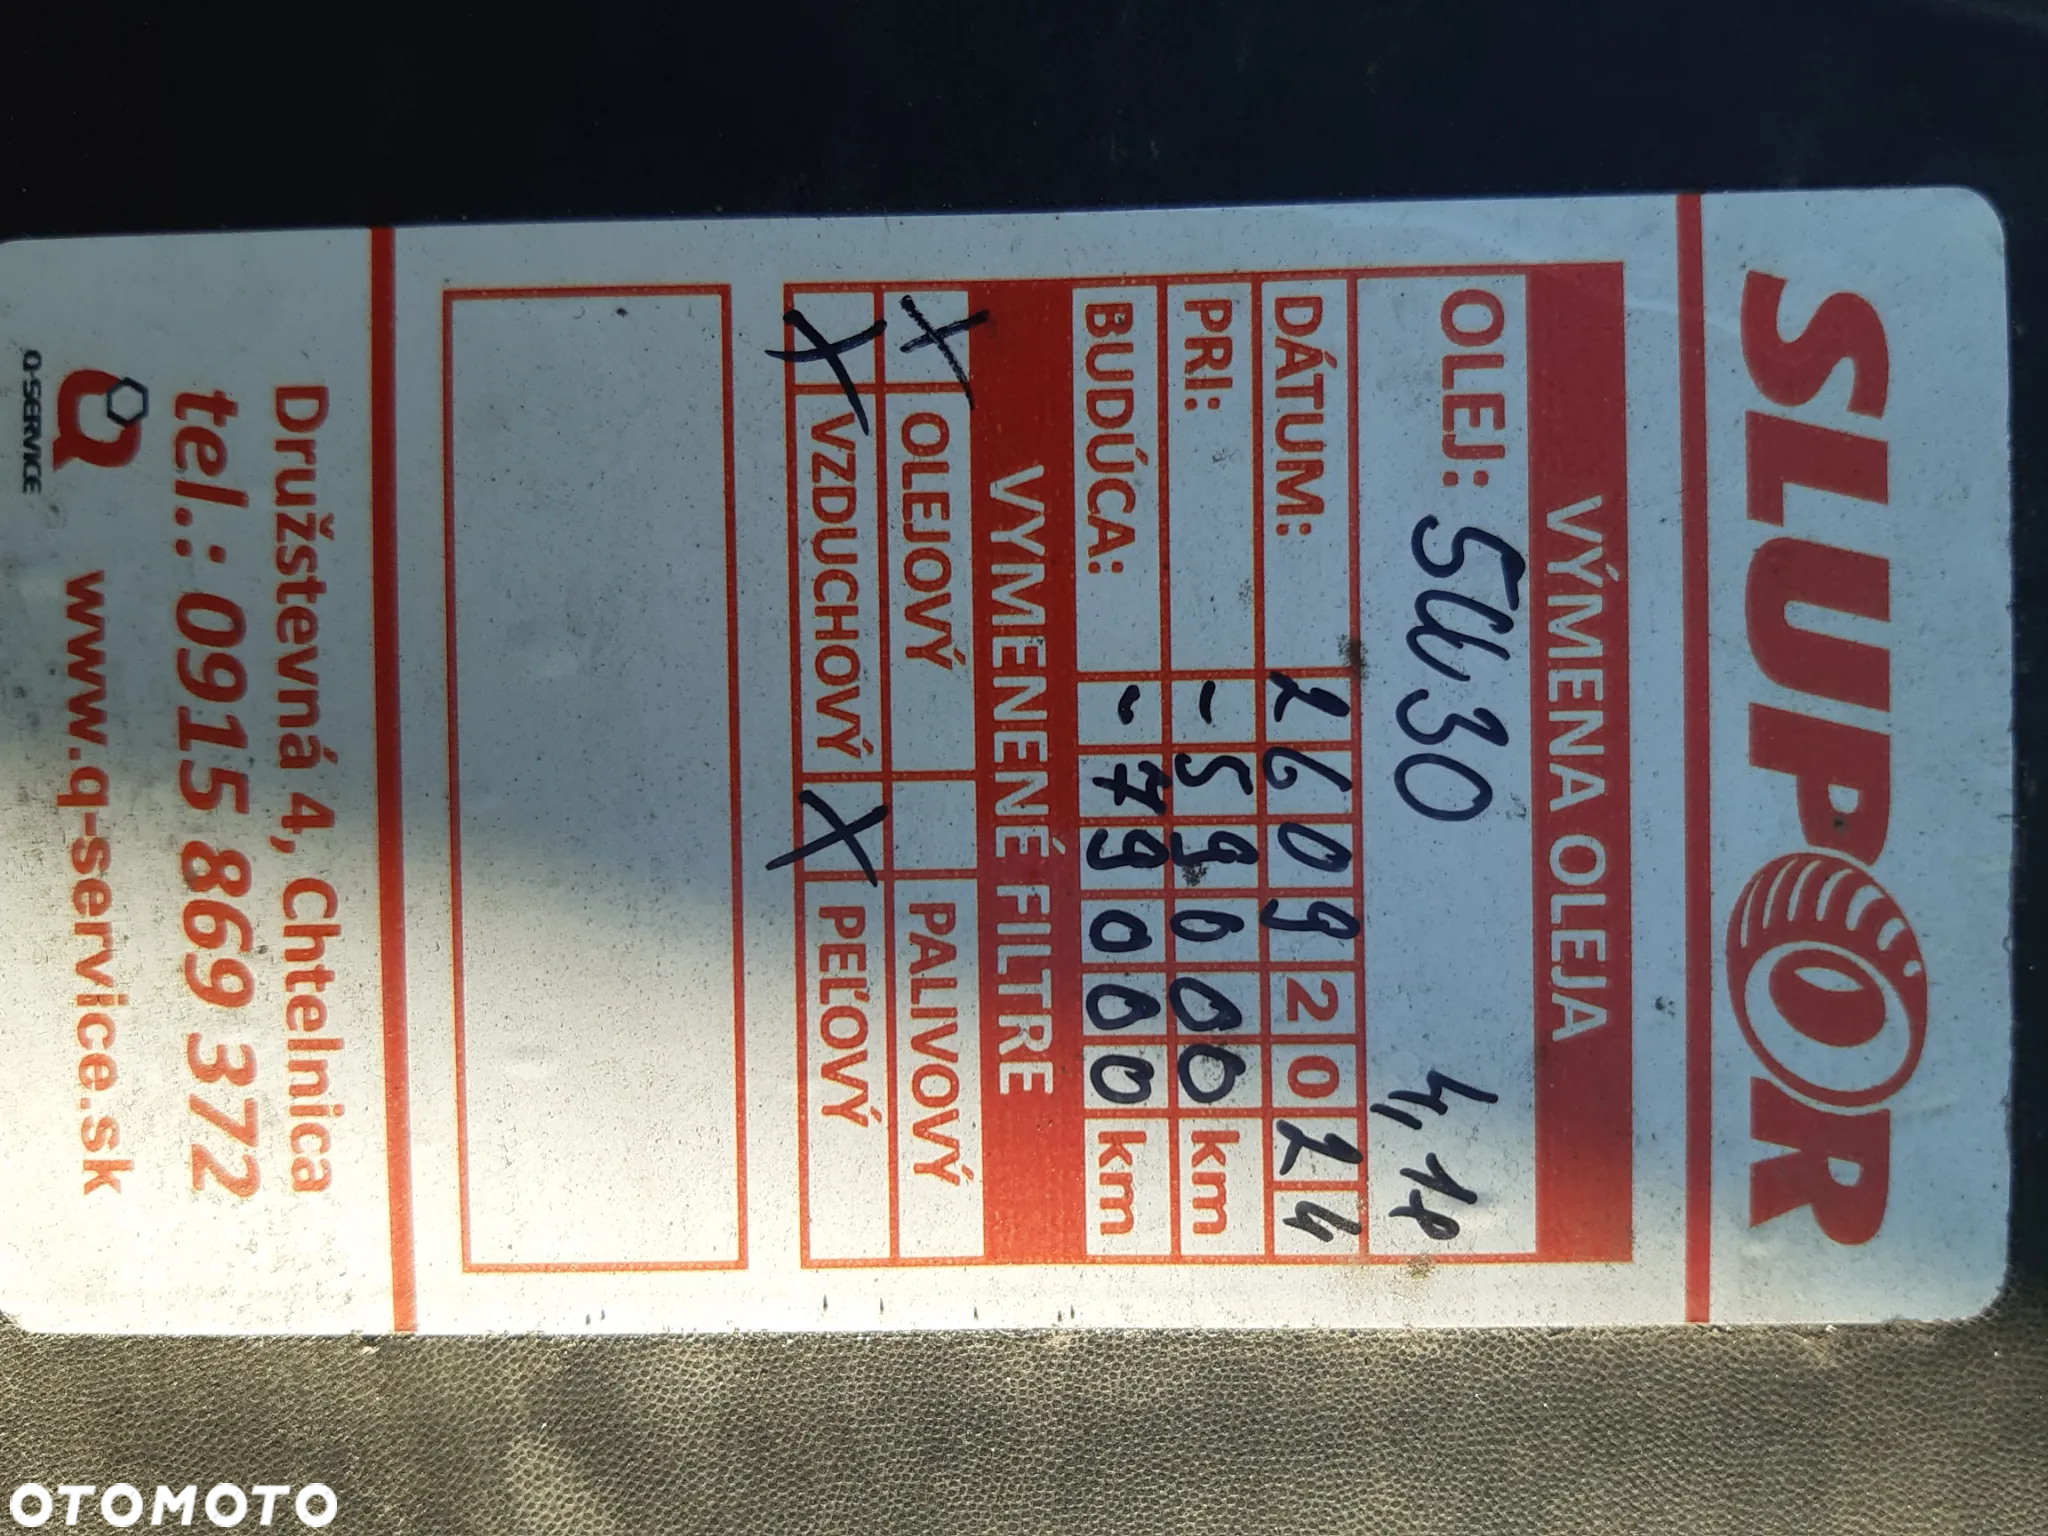 SLUPOR
VÝMENA OLEJA
OLEJ: 5W30 4,1l
DÁTUM: 26 09 2024
PRI: - 59000 km
BUDÚCA: - 79000 km
VYMENENÉ FILTRE
X OLEJOVÝ PALIVOVÝ
X VZDUCHOVÝ X PEĽOVÝ
Družstevná 4, Chtelnica
tel.: 0915 869 372
Q-SERVICE www.q-service.sk
OTOMOTO